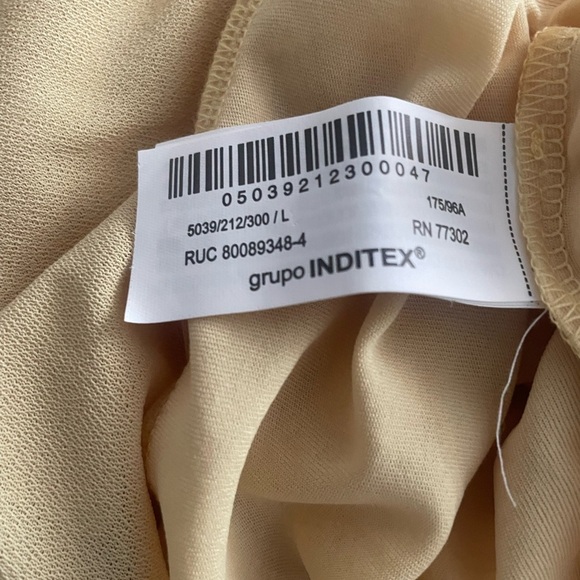 05039212300047
5039/212/300 / L 175/96A
RUC 80089348-4 RN 77302
grupo INDITEX®